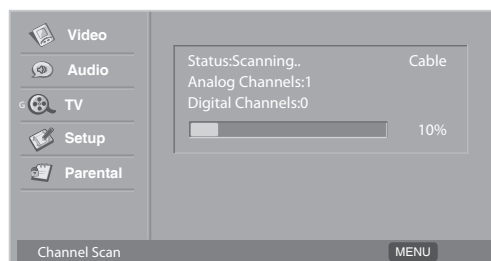 Video
Audio
G TV
Setup
Parental
Status:Scanning.. Cable
Analog Channels:1
Digital Channels:0
10%
Channel Scan MENU